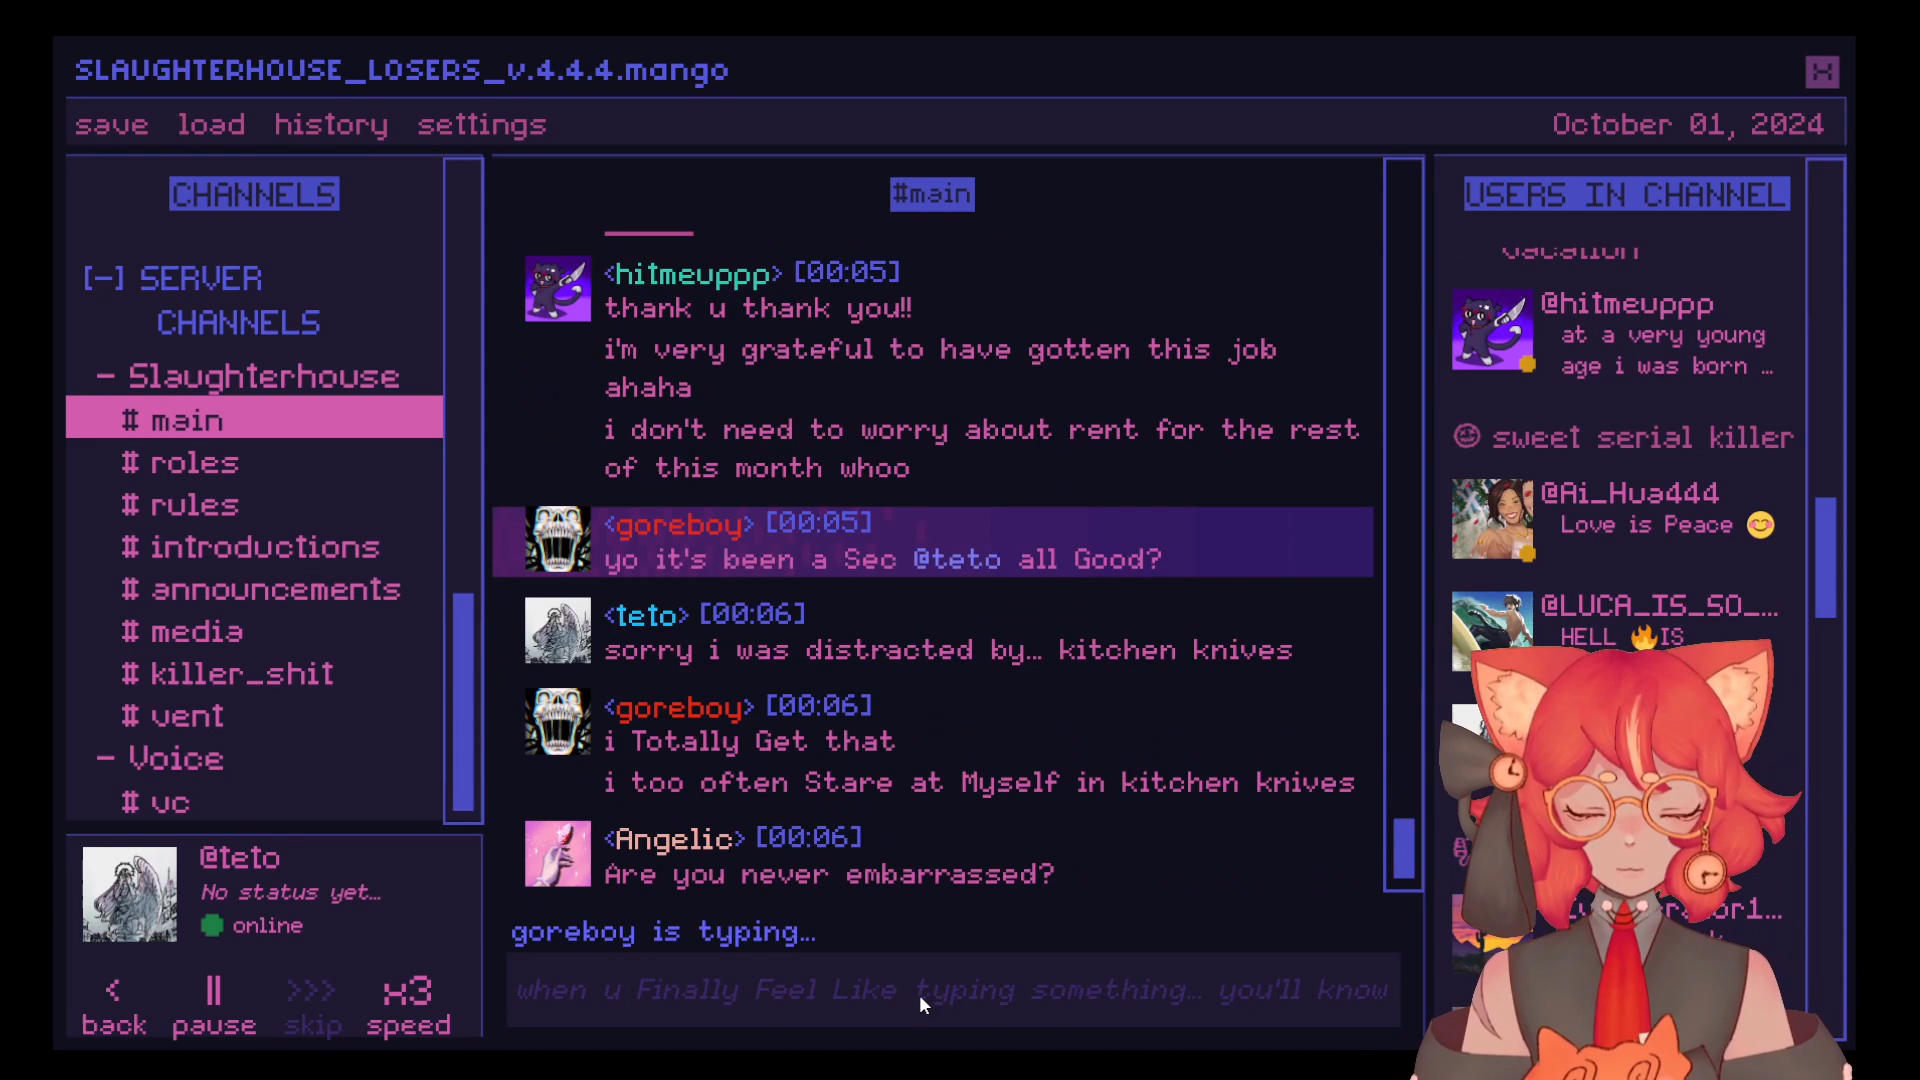 SLAUGHTERHOUSE_LOSERS_v.4.4.4.mango
save load history settings
October 01, 2024
CHANNELS
[-] SERVER
CHANNELS
- Slaughterhouse
# main
# roles
# rules
# introductions
# announcements
# media
# killer_shit
# vent
- Voice
# vc
@teto
No status yet…
online
< || >>> x3
back pause skip speed
#main
<hitmeuppp> [00:05]
thank u thank you!!
i'm very grateful to have gotten this job
ahaha
i don't need to worry about rent for the rest
of this month whoo
<goreboy> [00:05]
yo it's been a Sec @teto all Good?
<teto> [00:06]
sorry i was distracted by… kitchen knives
<goreboy> [00:06]
i Totally Get that
i too often Stare at Myself in kitchen knives
<Angelic> [00:06]
Are you never embarrassed?
goreboy is typing…
when u Finally Feel Like typing something… you'll know
USERS IN CHANNEL
vacation
@hitmeuppp
at a very young
age i was born …
sweet serial killer
@Ai_Hua444
Love is Peace 😊
@LUCA_IS_SO_…
HELL 🔥IS